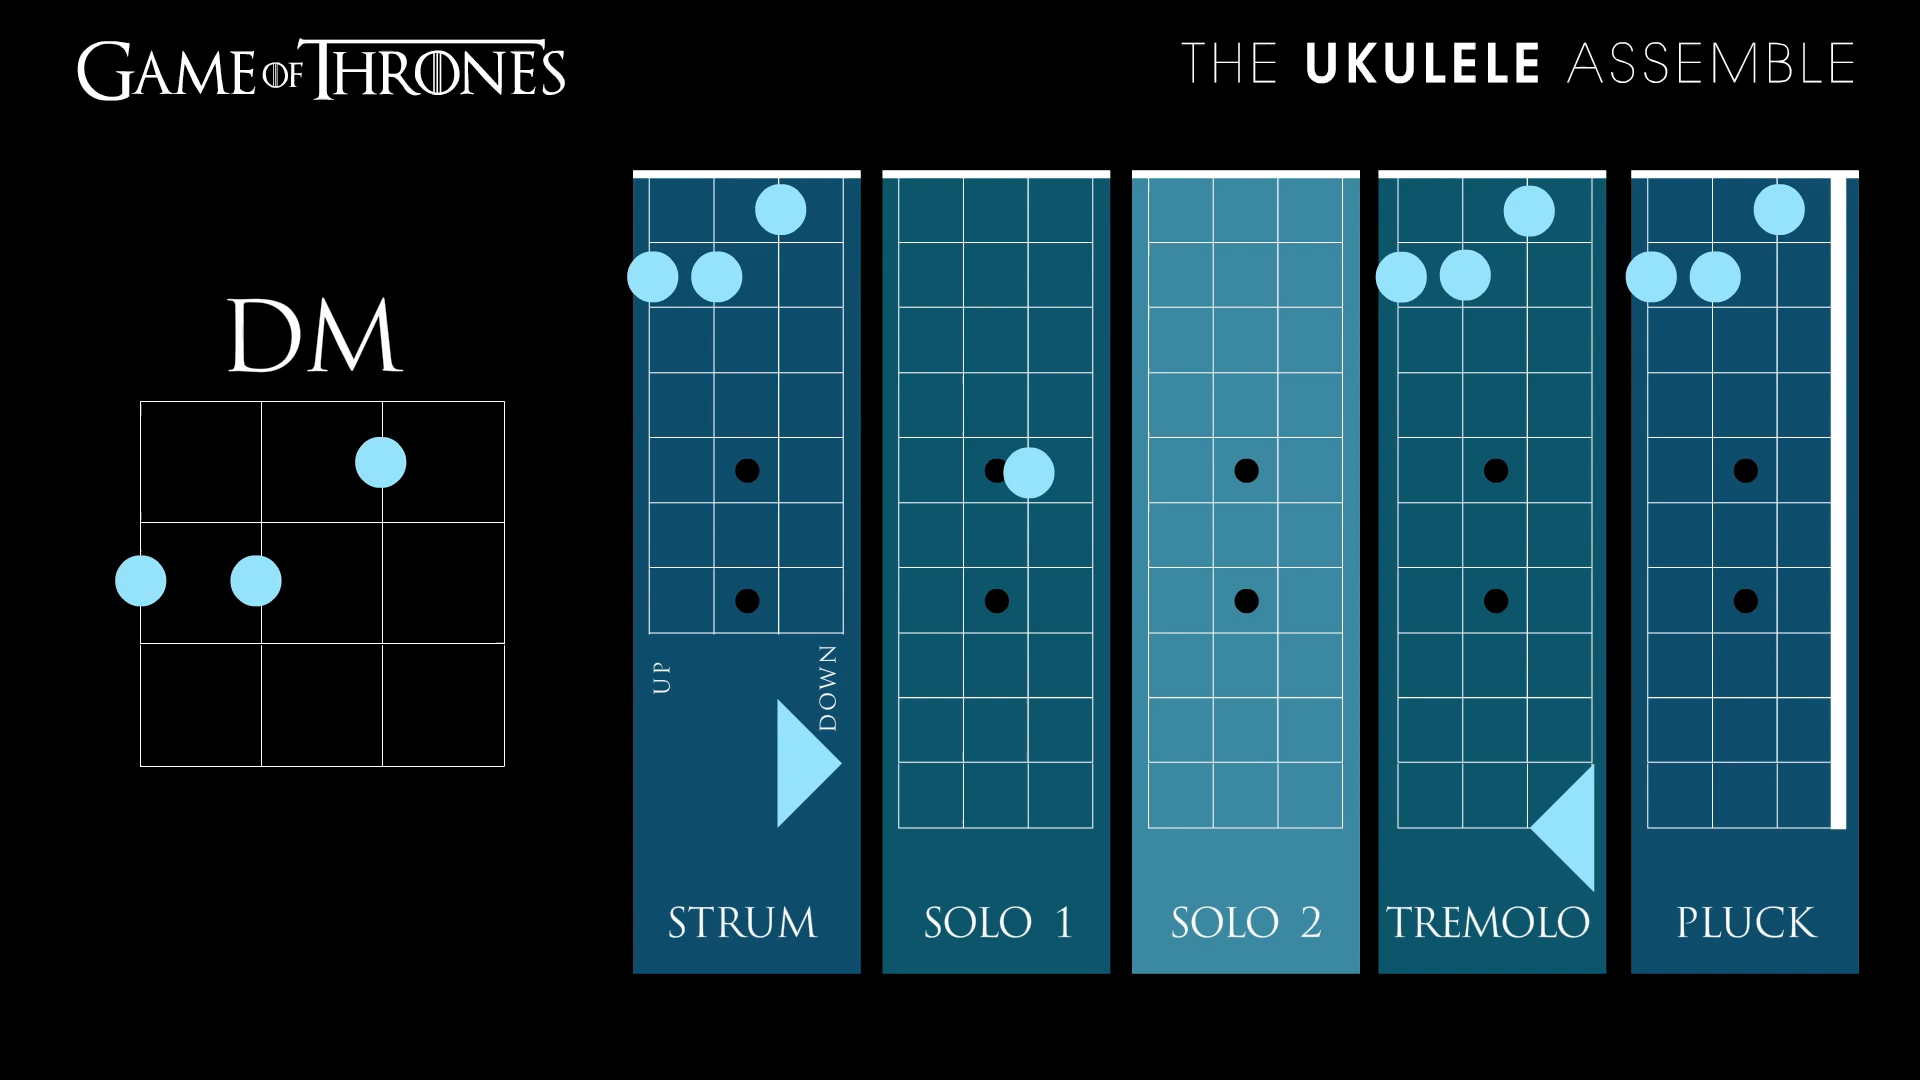 GAME OF THRONES
THE UKULELE ASSEMBLE
DM
UP
DOWN
STRUM
SOLO 1
SOLO 2
TREMOLO
PLUCK